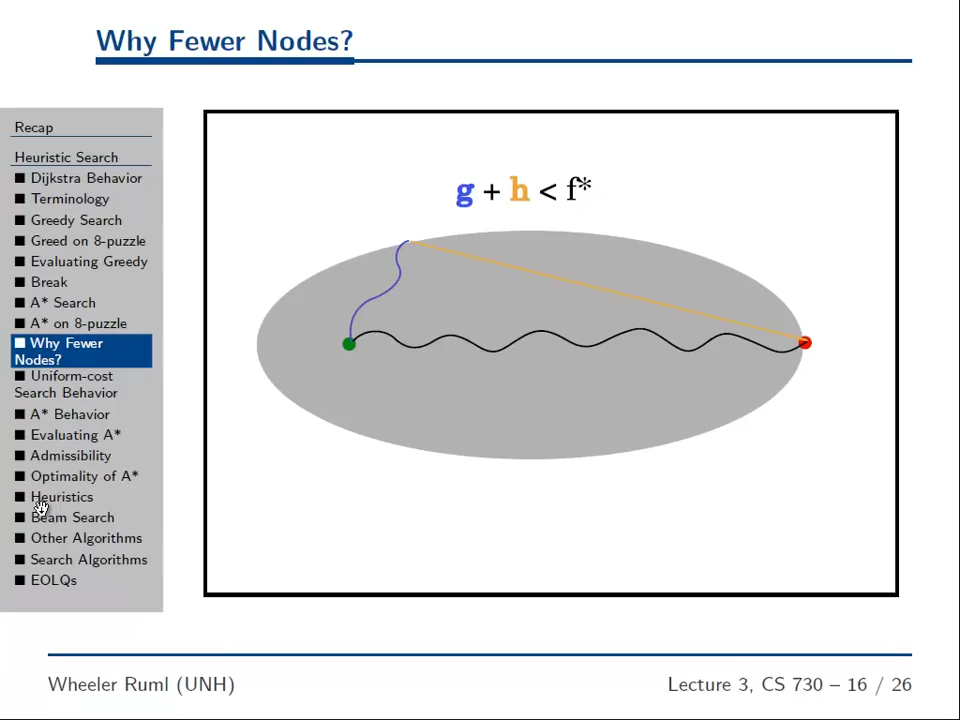 Why Fewer Nodes?
Recap
Heuristic Search
■ Dijkstra Behavior
■ Terminology
■ Greedy Search
■ Greed on 8-puzzle
■ Evaluating Greedy
■ Break
■ A* Search
■ A* on 8-puzzle
■ Why Fewer
Nodes?
■ Uniform-cost
Search Behavior
■ A* Behavior
■ Evaluating A*
■ Admissibility
■ Optimality of A*
■ Heuristics
■ Beam Search
■ Other Algorithms
■ Search Algorithms
■ EOLQs
g + h < f*
Wheeler Ruml (UNH)
Lecture 3, CS 730 – 16 / 26